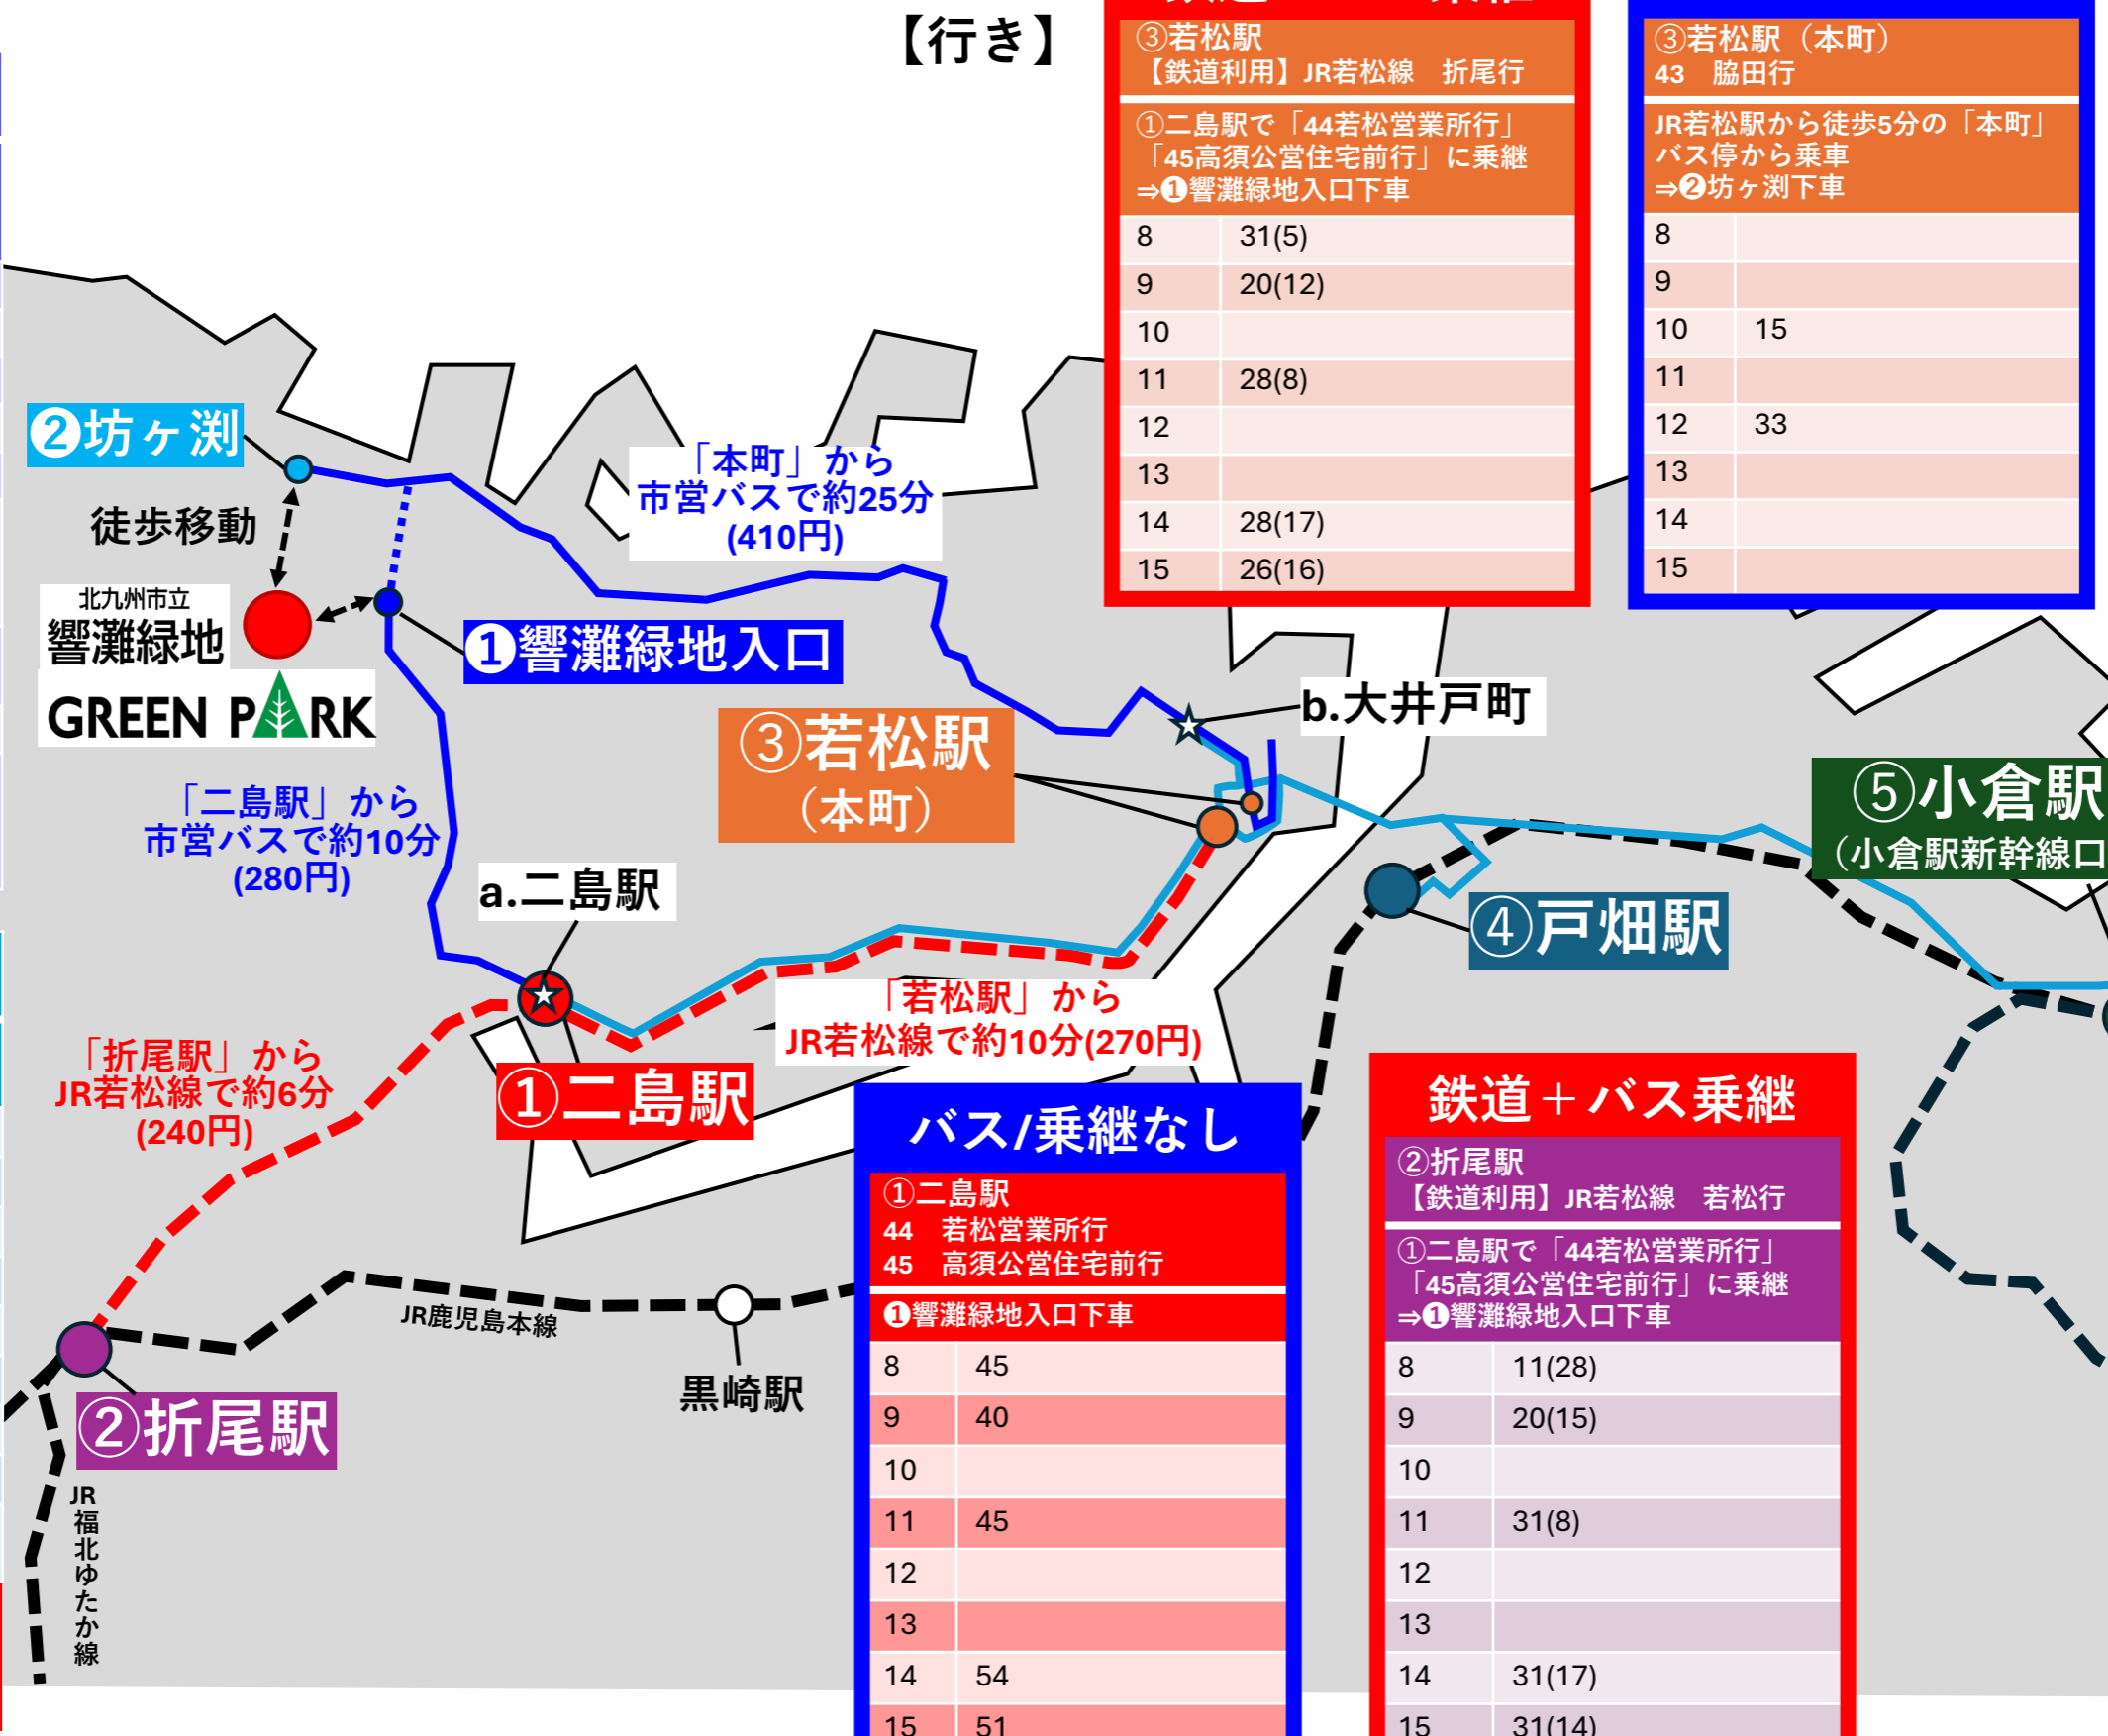 【行き】
③若松駅
【鉄道利用】JR若松線　折尾行
①二島駅で「44若松営業所行」
「45高須公営住宅前行」に乗継
⇒❶響灘緑地入口下車
8 31(5)
9 20(12)
10
11 28(8)
12
13
14 28(17)
15 26(16)
③若松駅（本町）
43　脇田行
JR若松駅から徒歩5分の「本町」
バス停から乗車
⇒❷坊ヶ渕下車
8
9
10 15
11
12 33
13
14
15
❷坊ヶ渕
徒歩移動
北九州市立
響灘緑地
GREEN PARK
❶響灘緑地入口
「本町」から
市営バスで約25分
(410円)
b.大井戸町
③若松駅
（本町）
⑤小倉駅
（小倉駅新幹線口
④戸畑駅
「二島駅」から
市営バスで約10分
(280円)
a.二島駅
「若松駅」から
JR若松線で約10分(270円)
①二島駅
「折尾駅」から
JR若松線で約6分
(240円)
JR鹿児島本線
黒崎駅
②折尾駅
JR福北ゆたか線
バス/乗継なし
①二島駅
44　若松営業所行
45　高須公営住宅前行
❶響灘緑地入口下車
8 45
9 40
10
11 45
12
13
14 54
15 51
鉄道＋バス乗継
②折尾駅
【鉄道利用】JR若松線　若松行
①二島駅で「44若松営業所行」
「45高須公営住宅前行」に乗継
⇒❶響灘緑地入口下車
8 11(28)
9 20(15)
10
11 31(8)
12
13
14 31(17)
15 31(14)